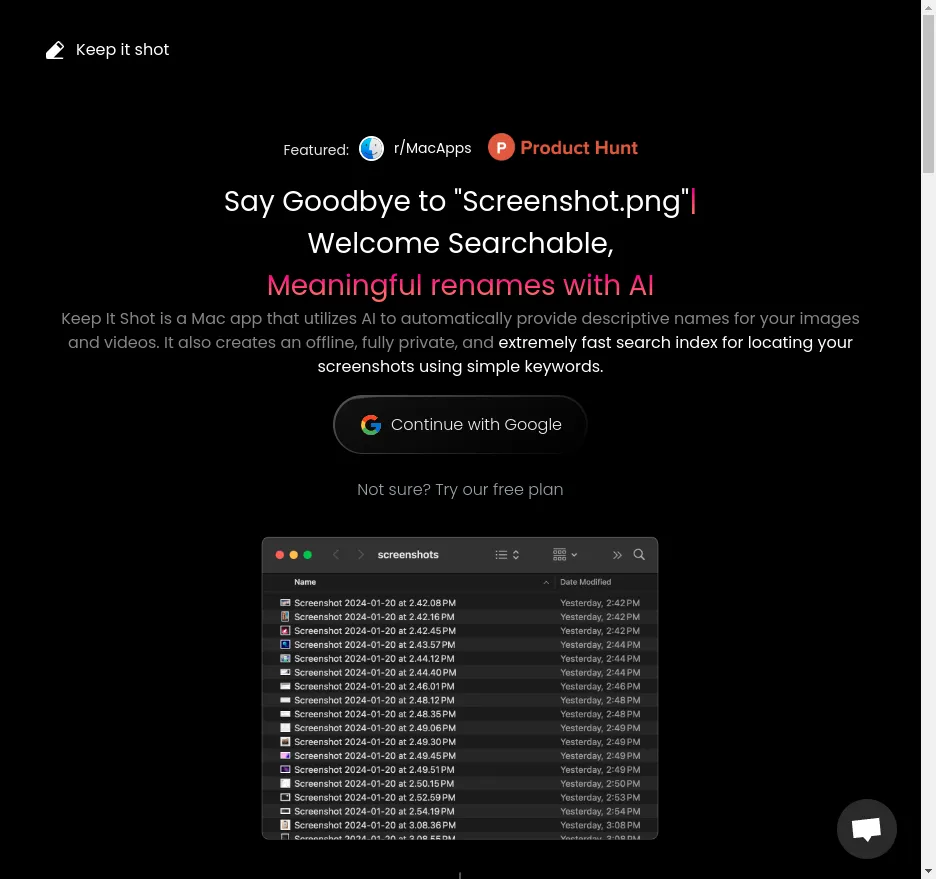 Keep it shot
Featured: r/MacApps Product Hunt
Say Goodbye to "Screenshot.png"|
Welcome Searchable,
Meaningful renames with AI
Keep It Shot is a Mac app that utilizes AI to automatically provide descriptive names for your images
and videos. It also creates an offline, fully private, and extremely fast search index for locating your
screenshots using simple keywords.
Continue with Google
Not sure? Try our free plan
screenshots
Name Date Modified
Screenshot 2024-01-20 at 2.42.08 PM Yesterday, 2:42 PM
Screenshot 2024-01-20 at 2.42.16 PM Yesterday, 2:42 PM
Screenshot 2024-01-20 at 2.42.45 PM Yesterday, 2:42 PM
Screenshot 2024-01-20 at 2.43.57 PM Yesterday, 2:44 PM
Screenshot 2024-01-20 at 2.44.12 PM Yesterday, 2:44 PM
Screenshot 2024-01-20 at 2.44.40 PM Yesterday, 2:44 PM
Screenshot 2024-01-20 at 2.46.01 PM Yesterday, 2:46 PM
Screenshot 2024-01-20 at 2.48.12 PM Yesterday, 2:48 PM
Screenshot 2024-01-20 at 2.48.35 PM Yesterday, 2:48 PM
Screenshot 2024-01-20 at 2.49.06 PM Yesterday, 2:49 PM
Screenshot 2024-01-20 at 2.49.30 PM Yesterday, 2:49 PM
Screenshot 2024-01-20 at 2.49.45 PM Yesterday, 2:49 PM
Screenshot 2024-01-20 at 2.49.51 PM Yesterday, 2:49 PM
Screenshot 2024-01-20 at 2.50.15 PM Yesterday, 2:50 PM
Screenshot 2024-01-20 at 2.52.59 PM Yesterday, 2:53 PM
Screenshot 2024-01-20 at 2.54.19 PM Yesterday, 2:54 PM
Screenshot 2024-01-20 at 3.08.36 PM Yesterday, 3:08 PM
Screenshot 2024-01-20 at 3.08.55 PM Yesterday, 3:08 PM